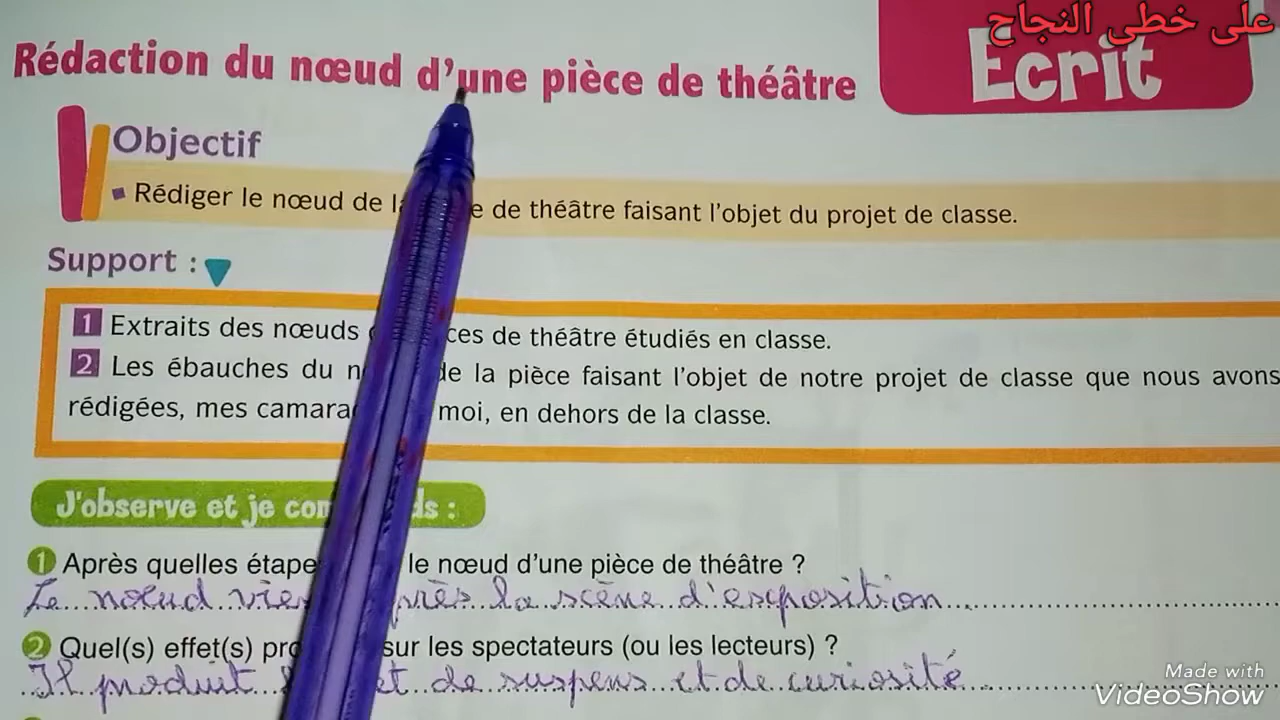 على خطى النجاح
Ecrit
Rédaction du nœud d'une pièce de théâtre
Objectif
▪ Rédiger le nœud de l e de théâtre faisant l'objet du projet de classe.
Support :
1 Extraits des nœuds ces de théâtre étudiés en classe.
2 Les ébauches du n de la pièce faisant l'objet de notre projet de classe que nous avons
rédigées, mes camara moi, en dehors de la classe.
J'observe et je com ds :
1 Après quelles étape le nœud d'une pièce de théâtre ?
Le nœud vie près la scène d'exposition
2 Quel(s) effet(s) pro sur les spectateurs (ou les lecteurs) ?
Il produit et de suspens et de curiosité
Made with
VideoShow